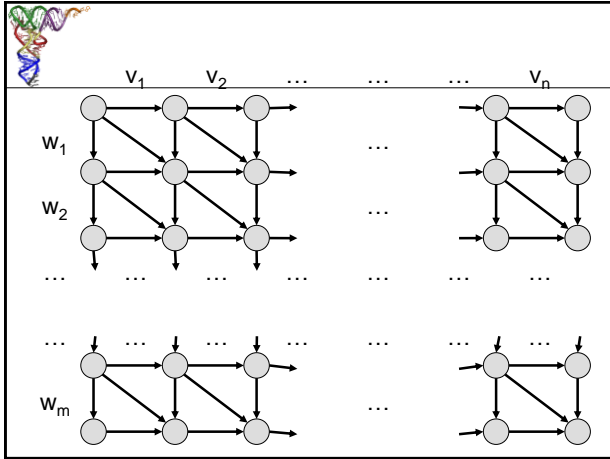 v₁ v₂ … … … vₙ
w₁ …
w₂ …
… … … … … … … …
… … … … … … … …
wₘ …